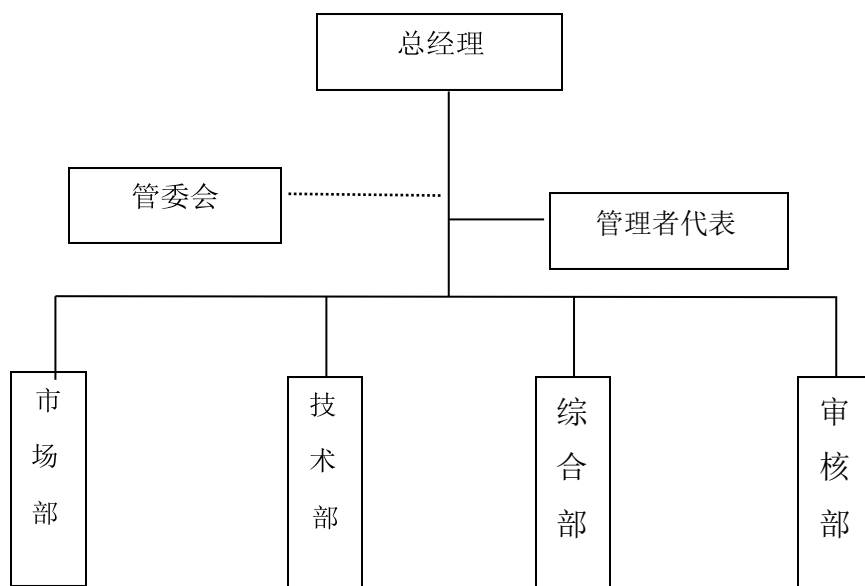 总经理
管委会
管理者代表
市场部
技术部
综合部
审核部